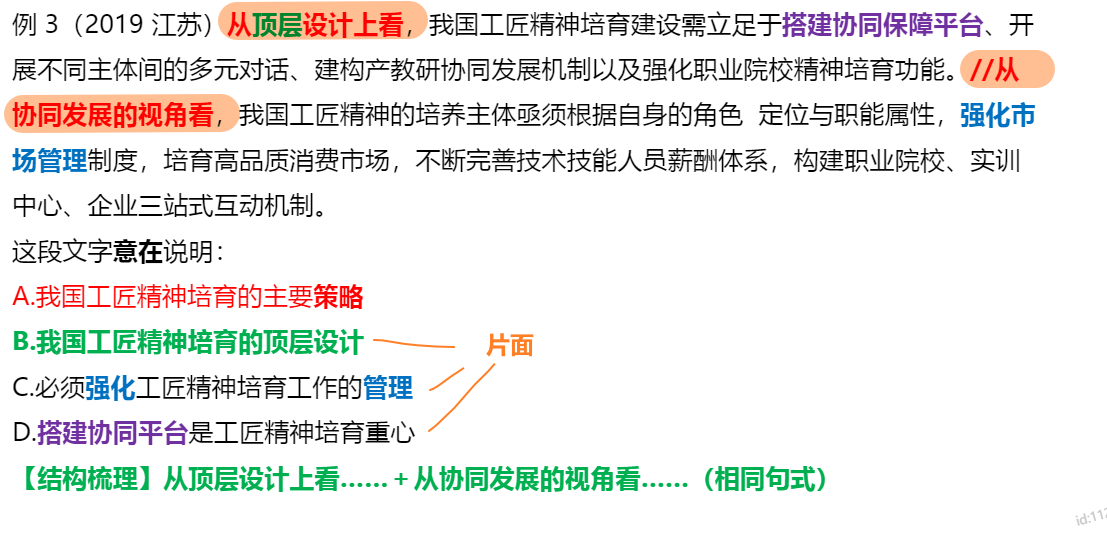 例 3（2019 江苏）从顶层设计上看，我国工匠精神培育建设需立足于搭建协同保障平台、开
展不同主体间的多元对话、建构产教研协同发展机制以及强化职业院校精神培育功能。//从
协同发展的视角看，我国工匠精神的培养主体亟须根据自身的角色 定位与职能属性，强化市
场管理制度，培育高品质消费市场，不断完善技术技能人员薪酬体系，构建职业院校、实训
中心、企业三站式互动机制。
这段文字意在说明：
A.我国工匠精神培育的主要策略
B.我国工匠精神培育的顶层设计
片面
C.必须强化工匠精神培育工作的管理
D.搭建协同平台是工匠精神培育重心
【结构梳理】从顶层设计上看……＋从协同发展的视角看……（相同句式）